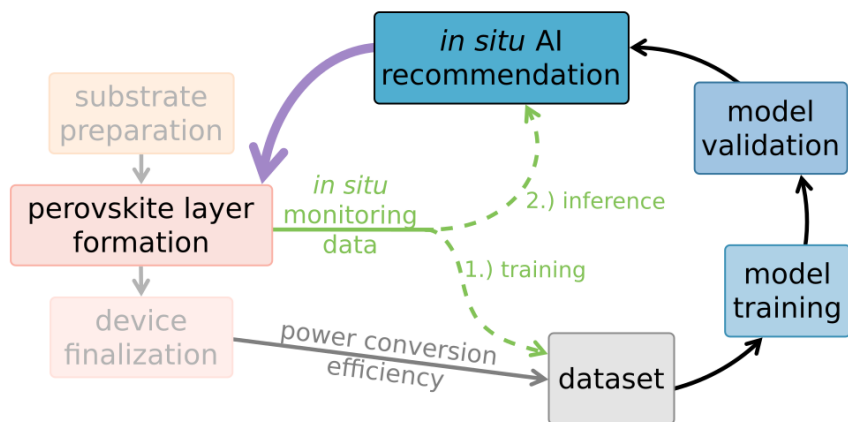 in situ AI
recommendation
substrate
preparation
model
validation
perovskite layer
formation
in situ
monitoring
data
2.) inference
1.) training
model
training
device
finalization
power conversion
efficiency
dataset